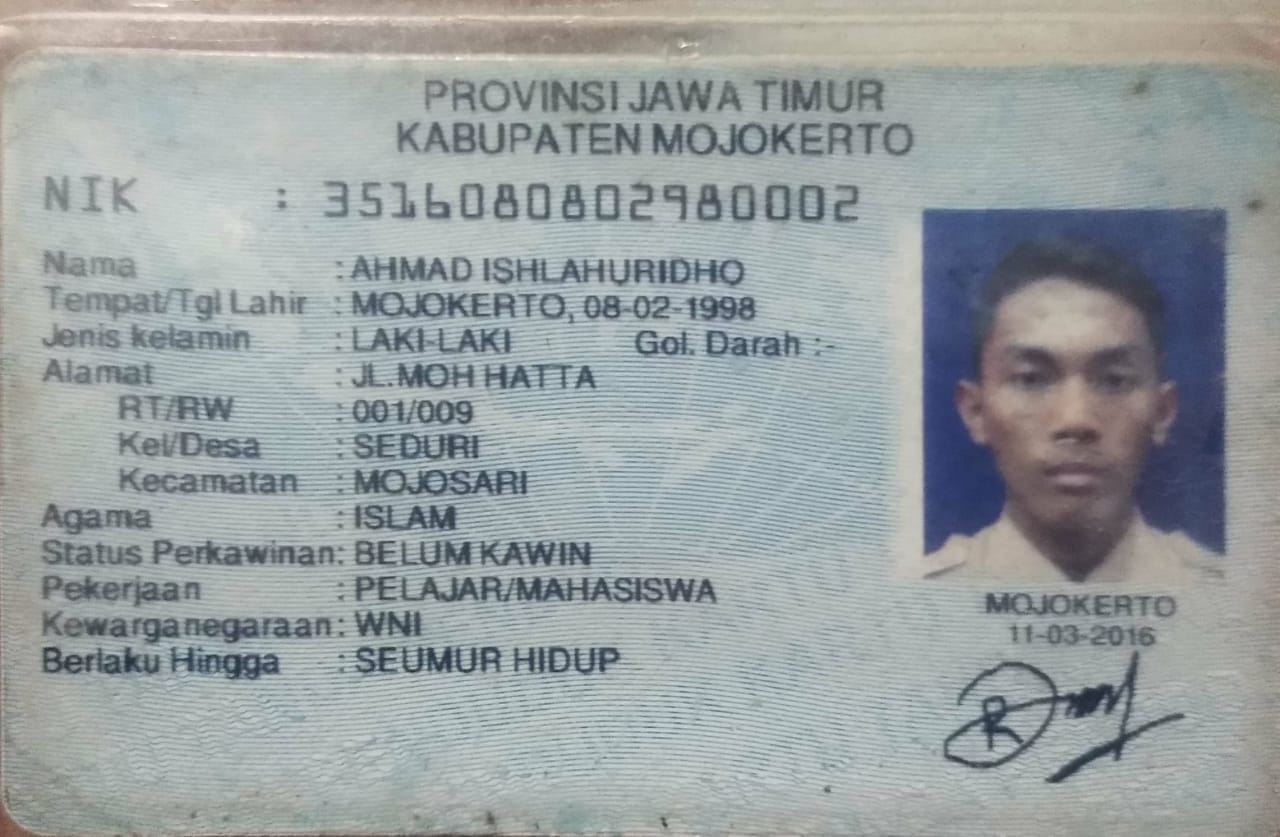 PROVINSI JAWA TIMUR
KABUPATEN MOJOKERTO
NIK : 3516080802980002
Nama : AHMAD ISHLAHURIDHO
Tempat/Tgl Lahir : MOJOKERTO, 08-02-1998
Jenis kelamin : LAKI-LAKI Gol. Darah :-
Alamat : JL.MOH HATTA
RT/RW : 001/009
Kel/Desa : SEDURI
Kecamatan : MOJOSARI
Agama : ISLAM
Status Perkawinan: BELUM KAWIN
Pekerjaan : PELAJAR/MAHASISWA
Kewarganegaraan: WNI
Berlaku Hingga : SEUMUR HIDUP
MOJOKERTO
11-03-2016